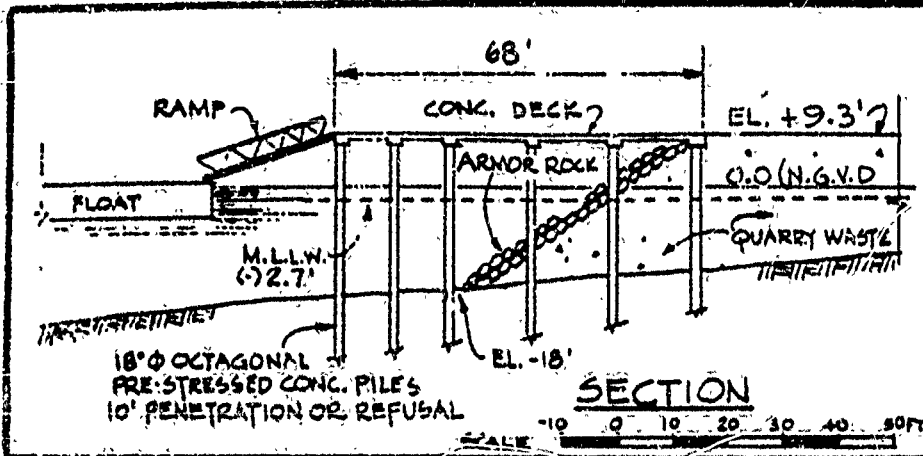 68'
RAMP
CONC. DECK
EL. +9.3'
ARMOR ROCK
0.0 (N.G.V.D
FLOAT
QUARRY WASTE
M.L.L.W.
(-)2.7'
EL. -18'
18" Φ OCTAGONAL
PRE-STRESSED CONC. PILES
10' PENETRATION OR REFUSAL
SECTION
SCALE -10 0 10 20 30 40 50FT